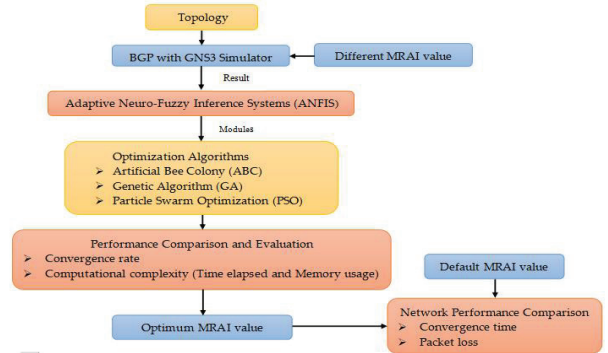 Topology
BGP with GNS3 Simulator
Different MRAI value
Result
Adaptive Neuro-Fuzzy Inference Systems (ANFIS)
Modules
Optimization Algorithms
➤ Artificial Bee Colony (ABC)
➤ Genetic Algorithm (GA)
➤ Particle Swarm Optimization (PSO)
Performance Comparison and Evaluation
➤ Convergence rate
➤ Computational complexity (Time elapsed and Memory usage)
Default MRAI value
Optimum MRAI value
Network Performance Comparison
➤ Convergence time
➤ Packet loss